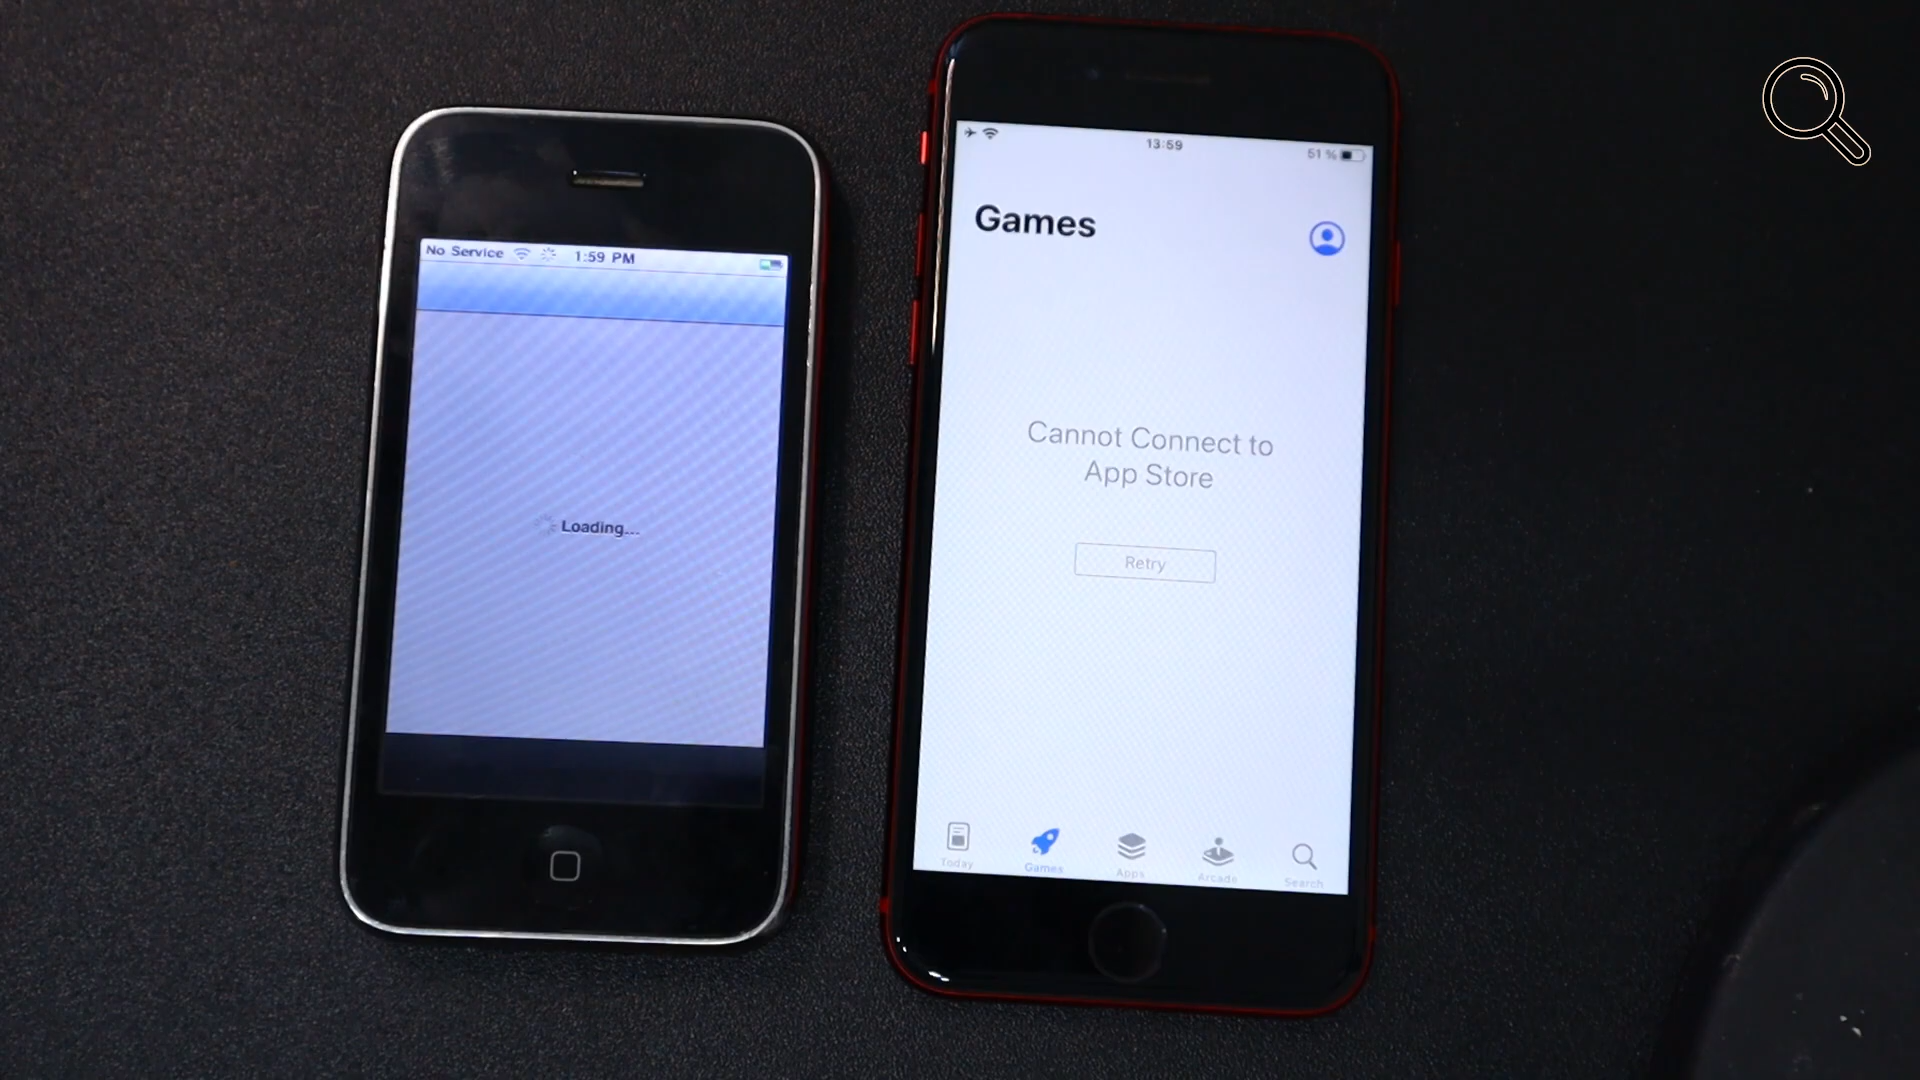 No Service 1:59 PM
Loading...
13:59
51 %
Games
Cannot Connect to
App Store
Retry
Today
Games
Apps
Arcade
Search